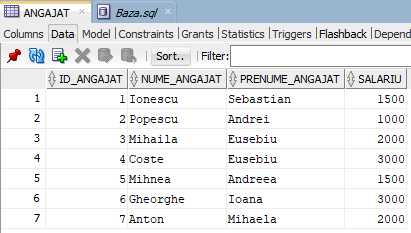 ANGAJAT Baza.sql
Columns Data Model Constraints Grants Statistics Triggers Flashback Depend
Sort.. Filter:
ID_ANGAJAT NUME_ANGAJAT PRENUME_ANGAJAT SALARIU
1 1 Ionescu Sebastian 1500
2 2 Popescu Andrei 1000
3 3 Mihaila Eusebiu 2000
4 4 Coste Eusebiu 3000
5 5 Mihnea Andreea 1500
6 6 Gheorghe Ioana 3000
7 7 Anton Mihaela 2000